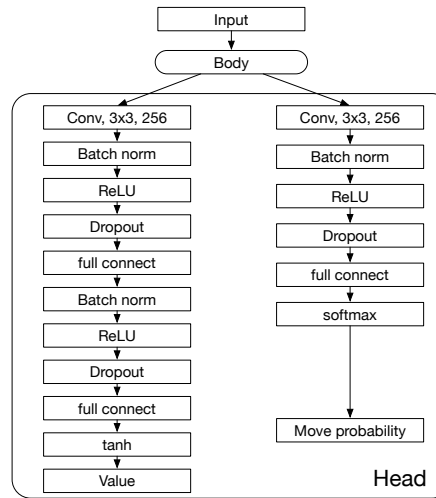 Input
Body
Conv, 3x3, 256
Batch norm
ReLU
Dropout
full connect
Batch norm
ReLU
Dropout
full connect
tanh
Value
Conv, 3x3, 256
Batch norm
ReLU
Dropout
full connect
softmax
Move probability
Head